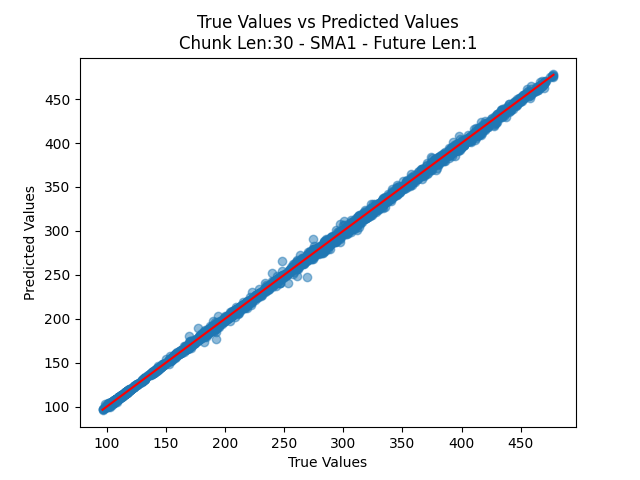 True Values vs Predicted Values
Chunk Len:30 - SMA1 - Future Len:1
450
400
350
300
250
200
150
100
Predicted Values
100 150 200 250 300 350 400 450
True Values